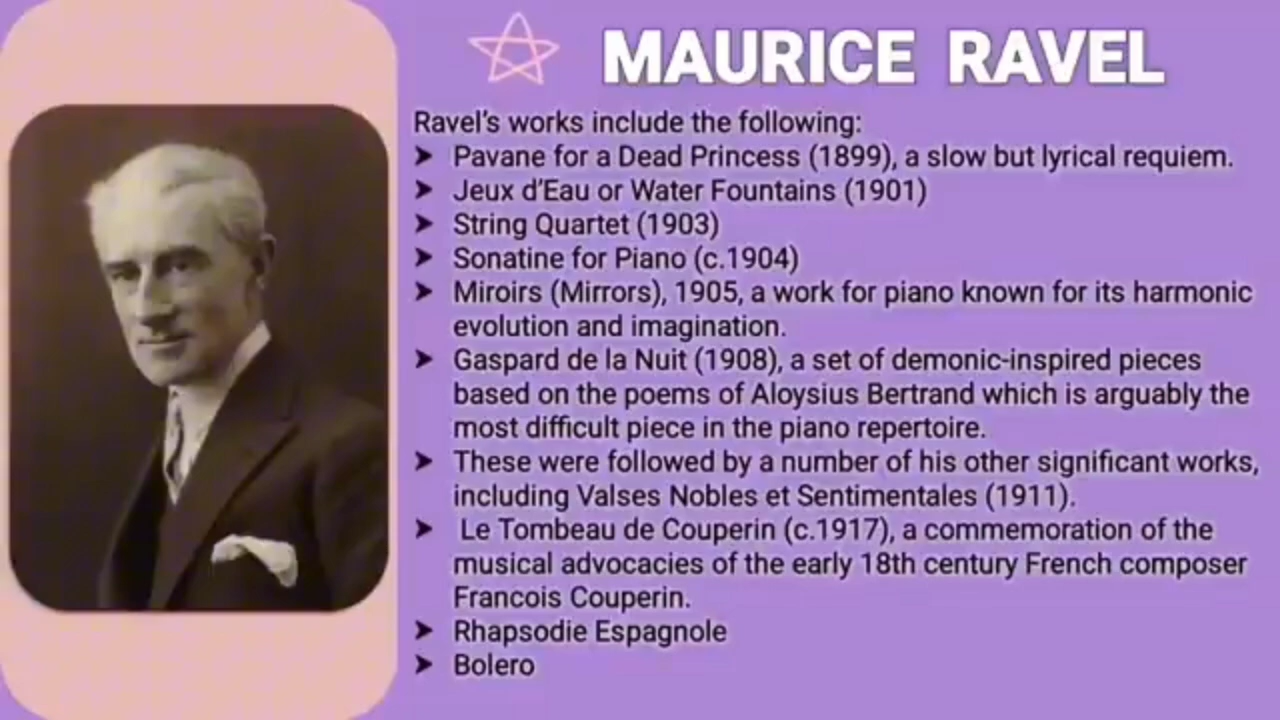 MAURICE RAVEL
Ravel's works include the following:
➤ Pavane for a Dead Princess (1899), a slow but lyrical requiem.
➤ Jeux d'Eau or Water Fountains (1901)
➤ String Quartet (1903)
➤ Sonatine for Piano (c.1904)
➤ Miroirs (Mirrors), 1905, a work for piano known for its harmonic
evolution and imagination.
➤ Gaspard de la Nuit (1908), a set of demonic-inspired pieces
based on the poems of Aloysius Bertrand which is arguably the
most difficult piece in the piano repertoire.
➤ These were followed by a number of his other significant works,
including Valses Nobles et Sentimentales (1911).
➤ Le Tombeau de Couperin (c.1917), a commemoration of the
musical advocacies of the early 18th century French composer
Francois Couperin.
➤ Rhapsodie Espagnole
➤ Bolero